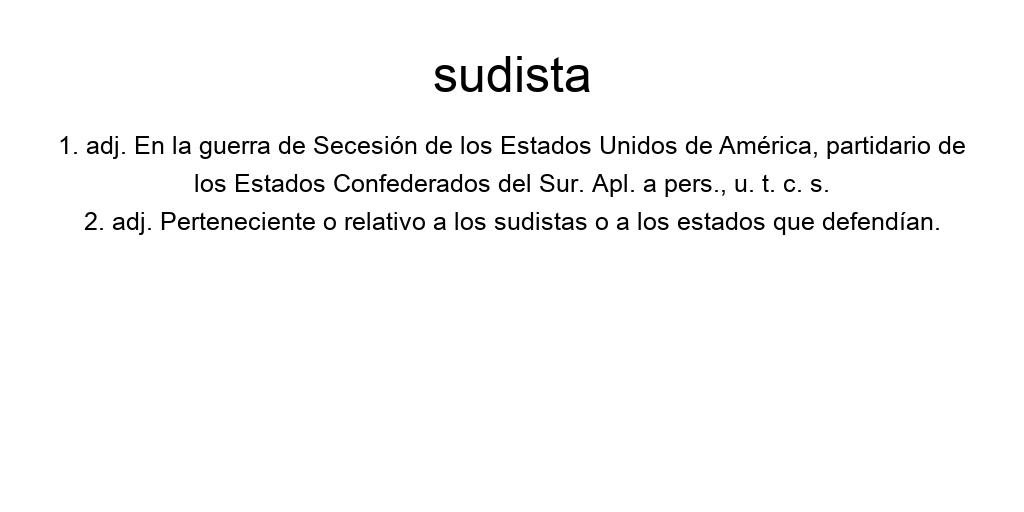 sudista
1. adj. En la guerra de Secesión de los Estados Unidos de América, partidario de
los Estados Confederados del Sur. Apl. a pers., u. t. c. s.
2. adj. Perteneciente o relativo a los sudistas o a los estados que defendían.